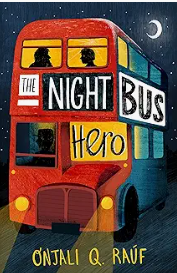 THE
NIGHT BUS
Hero
ONJALI Q. RAÚF